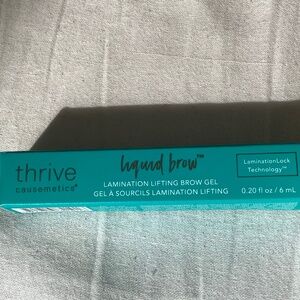 thrive
causemetics®
liquid brow™
LAMINATION LIFTING BROW GEL
GEL À SOURCILS LAMINATION LIFTING
LaminationLock
Technology™
0.20 fl oz / 6 mL